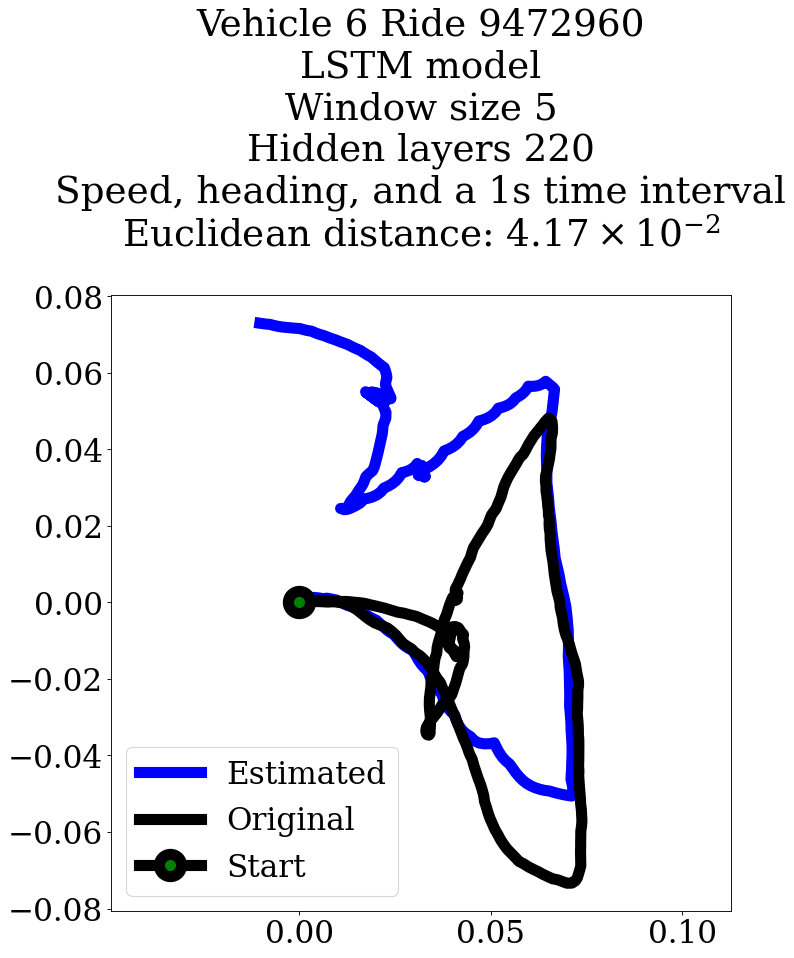 Vehicle 6 Ride 9472960
LSTM model
Window size 5
Hidden layers 220
Speed, heading, and a 1s time interval
Euclidean distance: 4.17 × 10⁻²
0.08
0.06
0.04
0.02
0.00
−0.02
−0.04
−0.06
−0.08
Estimated
Original
Start
0.00 0.05 0.10